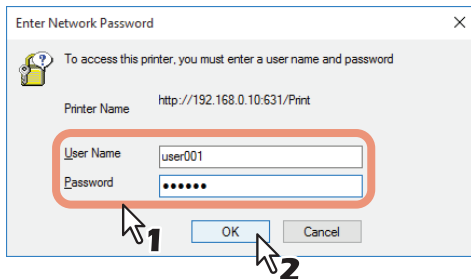 Enter Network Password
To access this printer, you must enter a user name and password
Printer Name http://192.168.0.10:631/Print
User Name user001
Password ••••••
1
OK Cancel
2